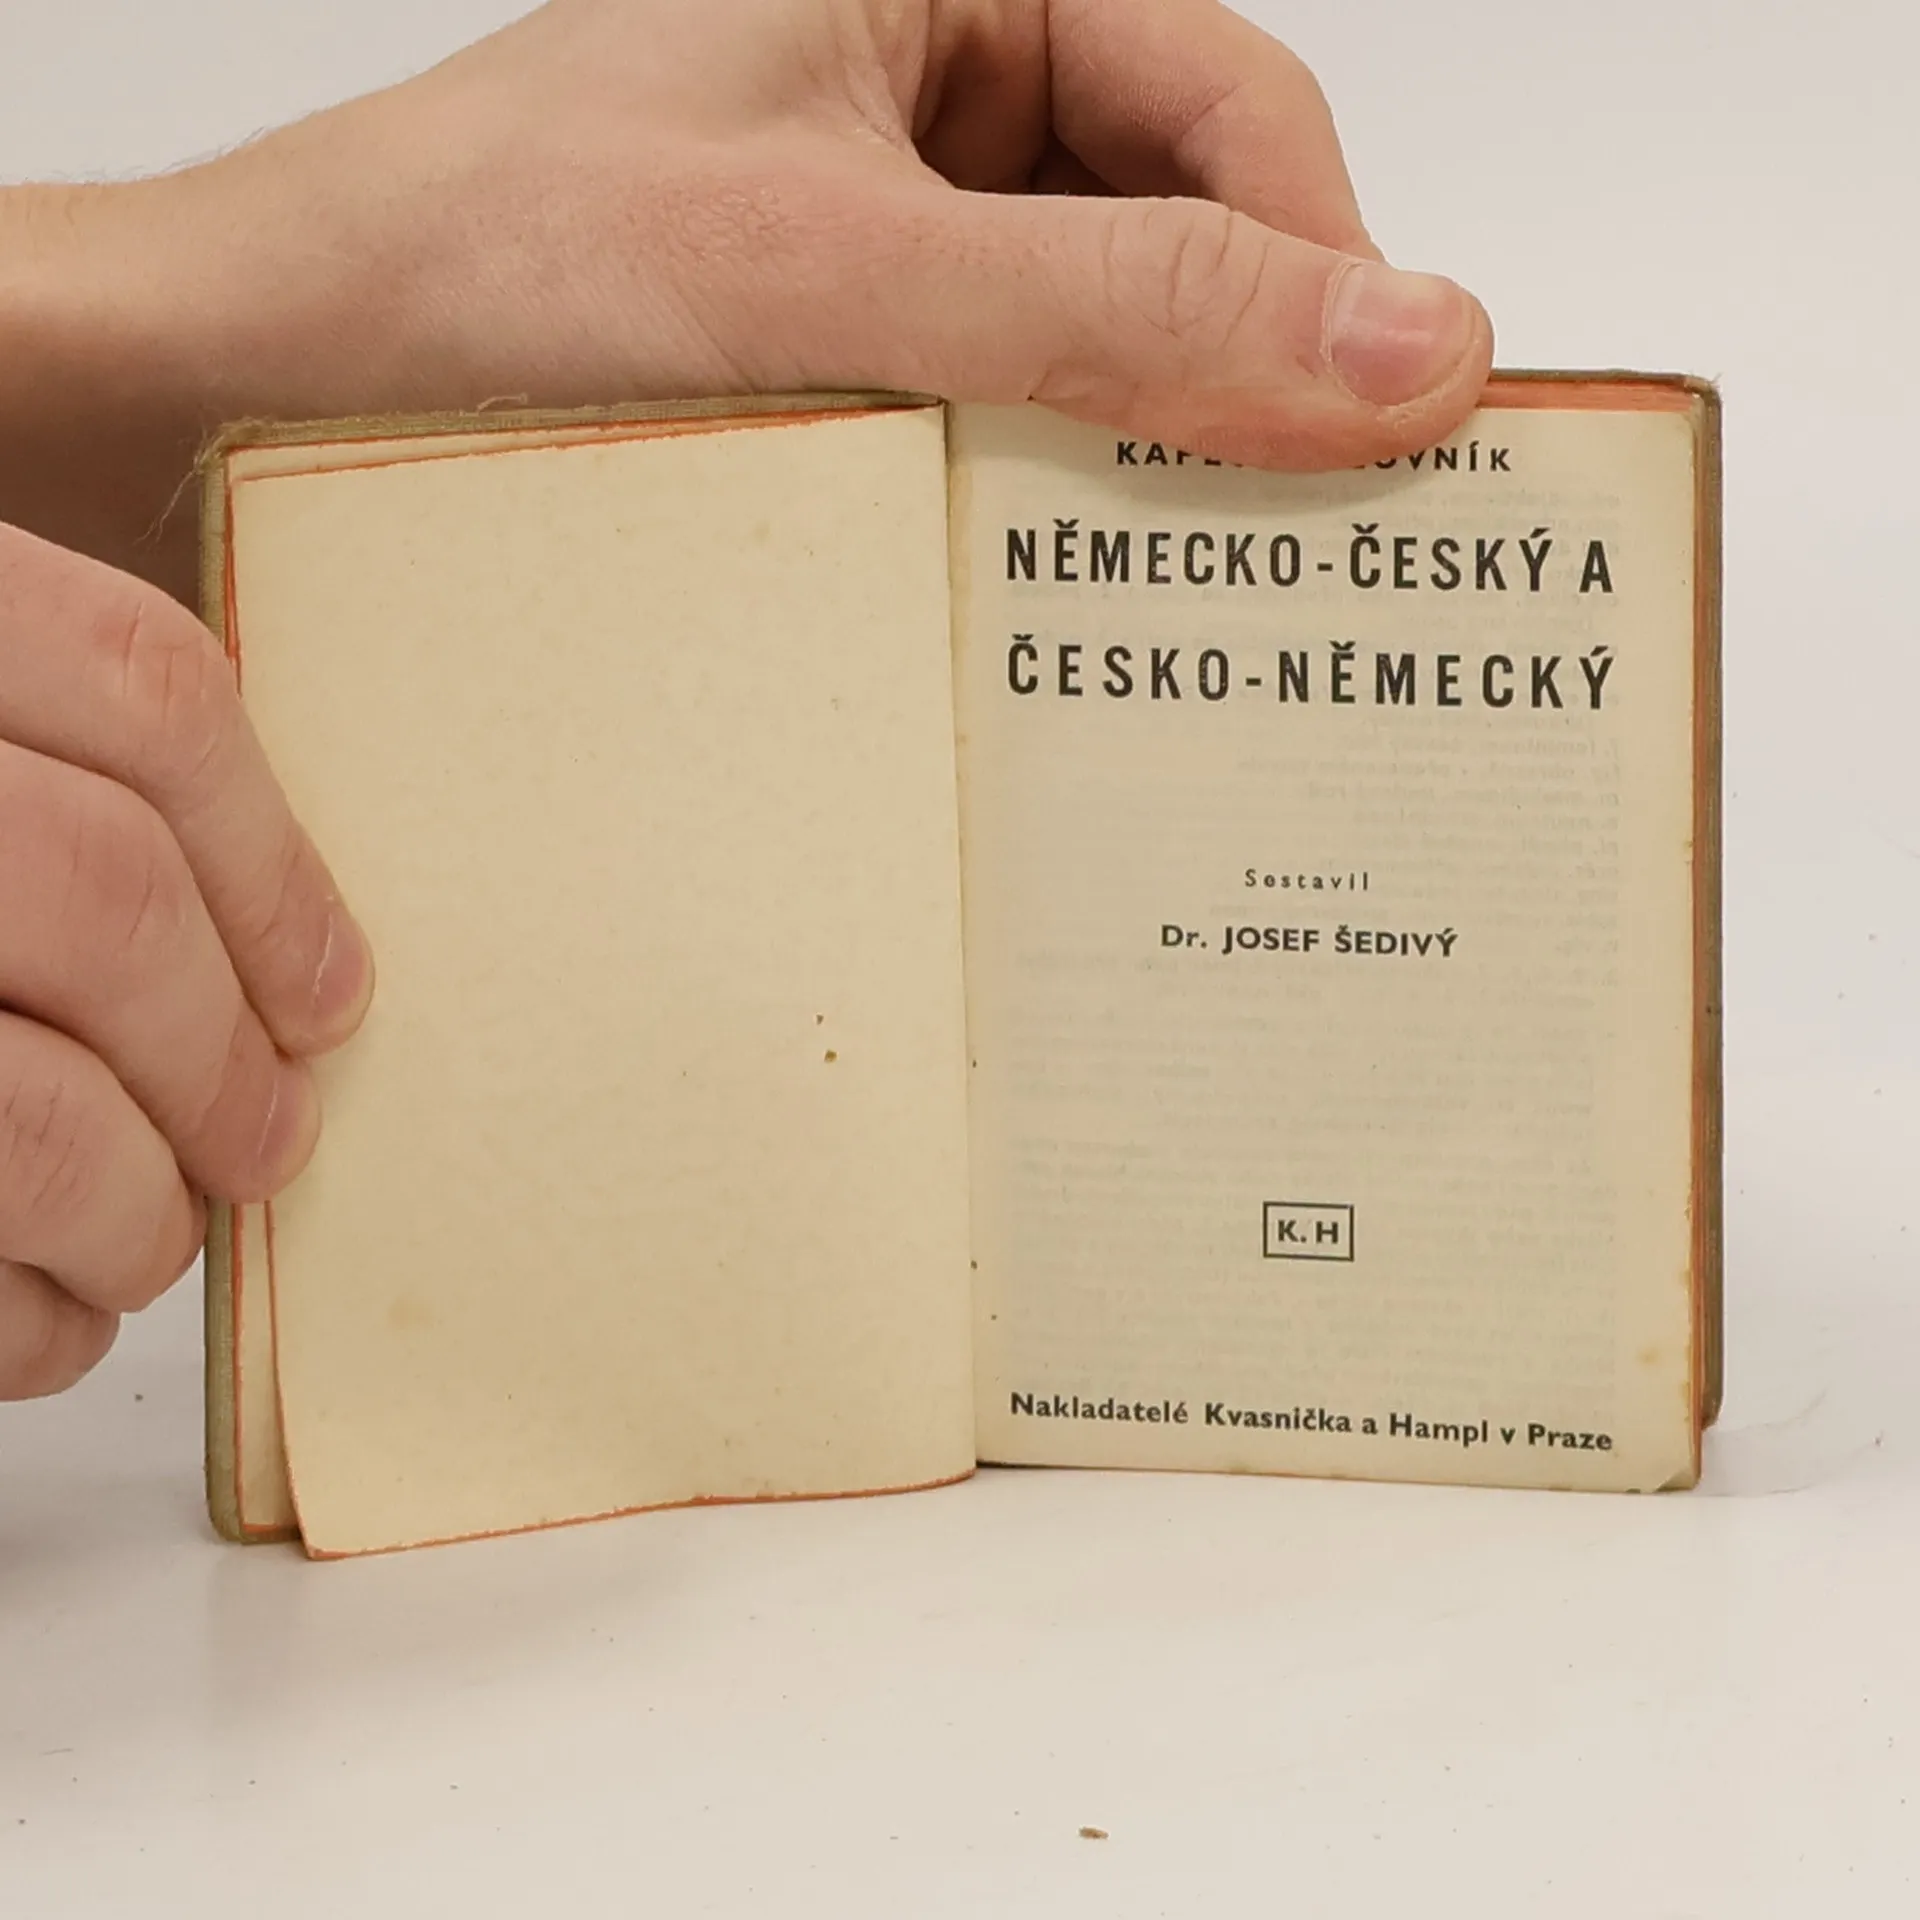 NĚMECKO-ČESKÝ A
ČESKO-NĚMECKÝ
Sestavil
Dr. JOSEF ŠEDIVÝ
K. H
Nakladatelé Kvasnička a Hampl v Praze